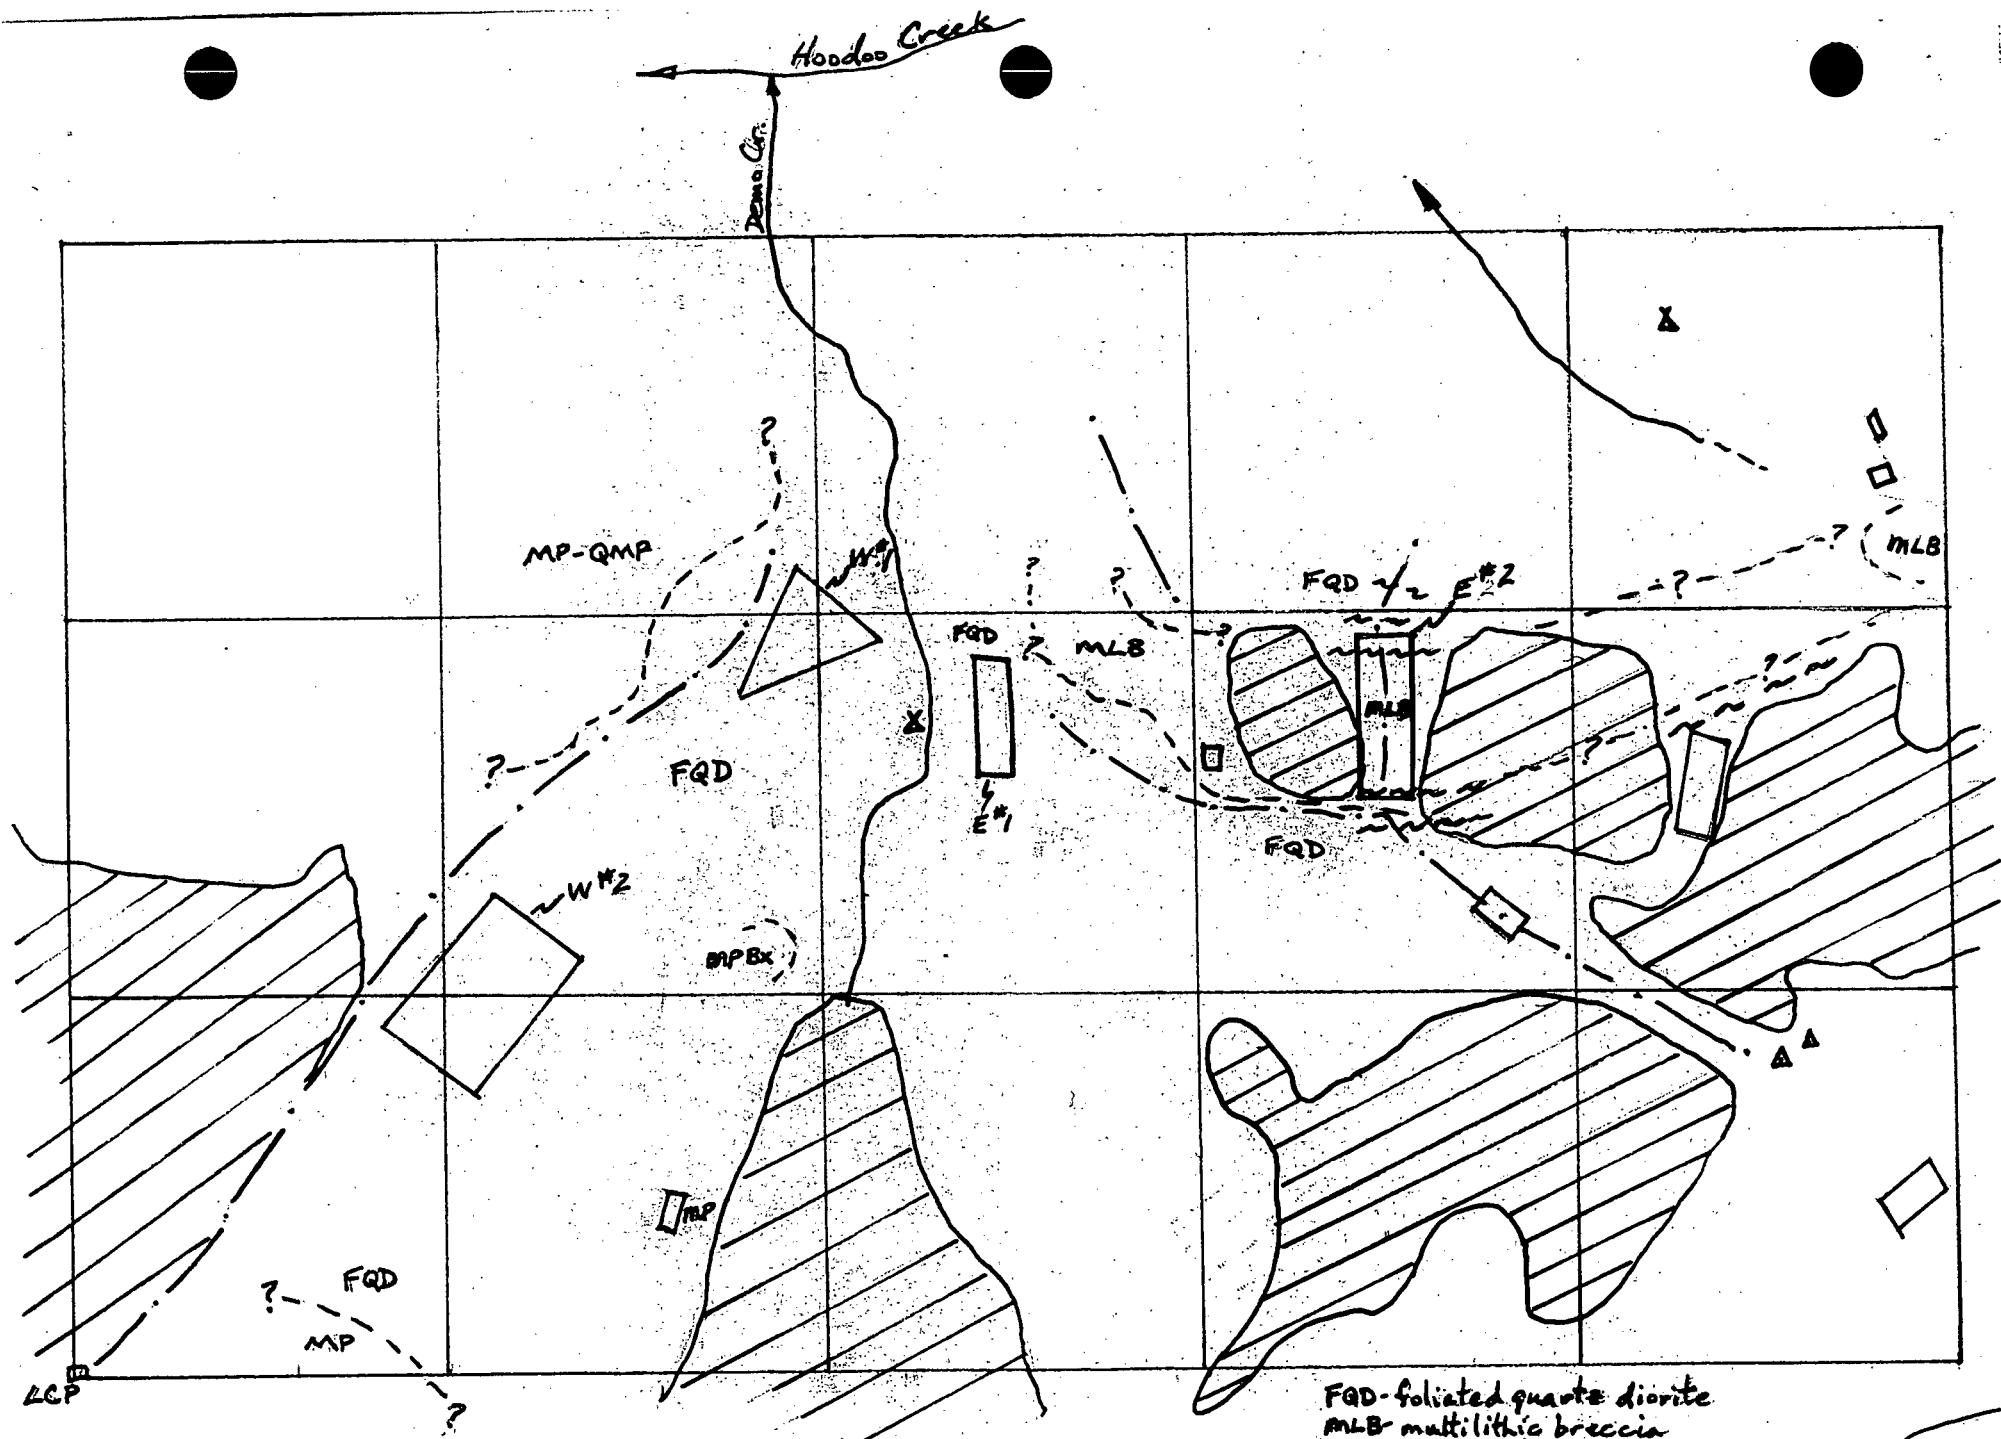 Hoodoo Creek
Demo Cr.
?
MP-QMP
W#1
?
?
FQD
E#2
?
?
MLB
FQD
?
MLB
?
?
MLB
?
FQD
?
E#1
FQD
W#2
MPBx
MP
?
FQD
MP
LCP
?
FQD-foliated quartz diorite
MLB-multilithic breccia